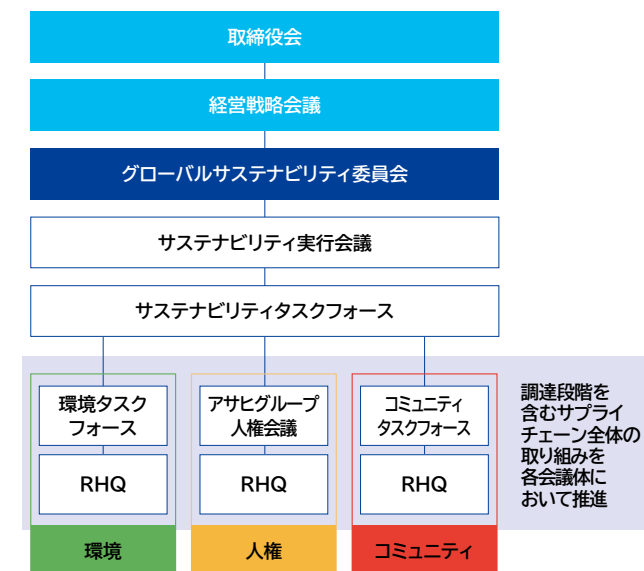 取締役会
経営戦略会議
グローバルサステナビリティ委員会
サステナビリティ実行会議
サステナビリティタスクフォース
環境タスク
フォース
RHQ
環境
アサヒグループ
人権会議
RHQ
人権
コミュニティ
タスクフォース
RHQ
コミュニティ
調達段階を
含むサプライ
チェーン全体の
取り組みを
各会議体に
おいて推進